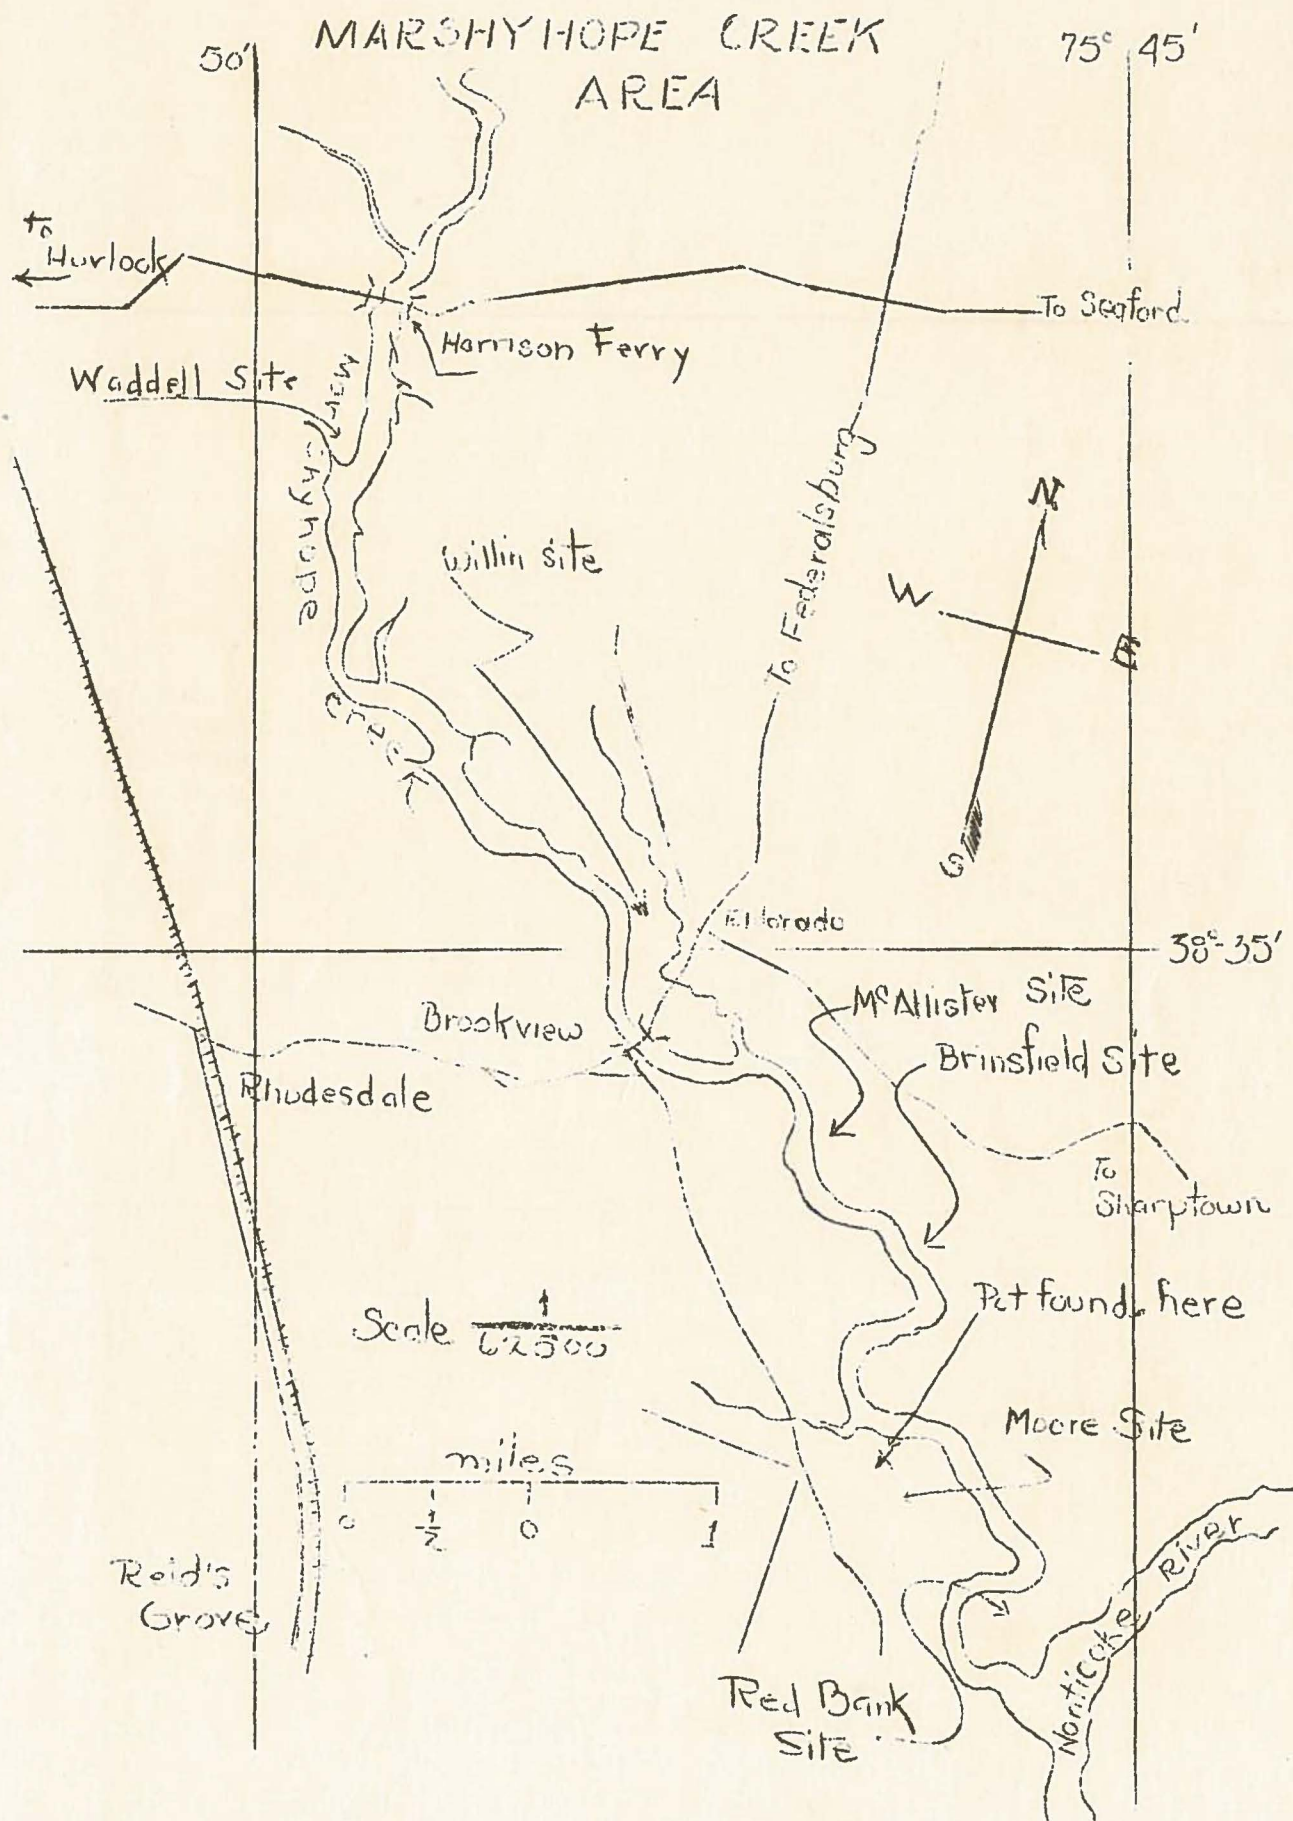 MARSHYHOPE CREEK
AREA
50'
75° 45'
To
Hurlock
To Seaford
Harrison Ferry
Waddell Site
Marshyhope
Creek
Willin Site
To Federalsburg
N
W
E
S
Eldorado
38°-35'
McAllister Site
Brookview
Brinsfield Site
Rhudesdale
To
Sharptown
Pot found here
Scale 1
62500
Moore Site
miles
0 1/2 0 1
Reid's
Grove
River
Nanticoke
Red Bank
Site